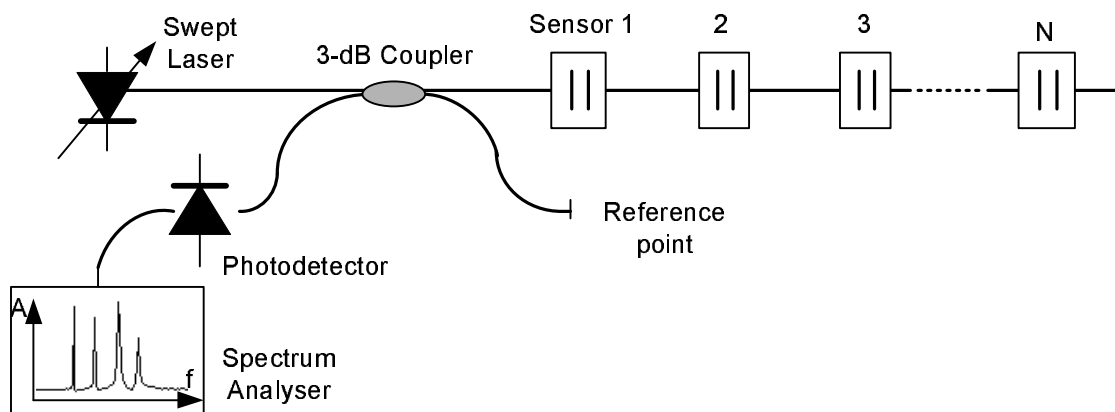 Swept
Laser
3-dB Coupler
Sensor 1
2
3
N
Reference
point
Photodetector
A
f
Spectrum
Analyser